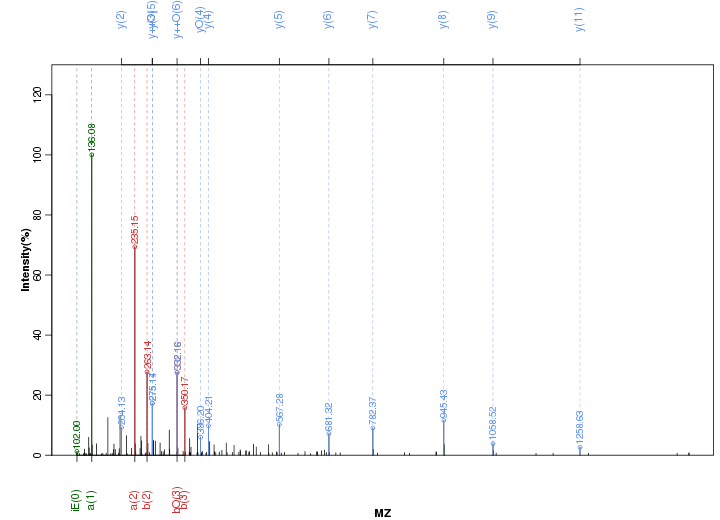 y(2)
yO(4)
y(4)
y(5)
y(6)
y(7)
y(8)
y(9)
y(11)
y++O(6)
Intensity(%)
0
20
40
60
80
100
120
102.00
136.08
204.13
235.15
263.14
275.14
332.16
350.17
386.20
404.21
567.28
681.32
782.37
945.43
1058.52
1258.63
iE(0)
a(1)
a(2)
b(2)
bO(3)
b(3)
MZ